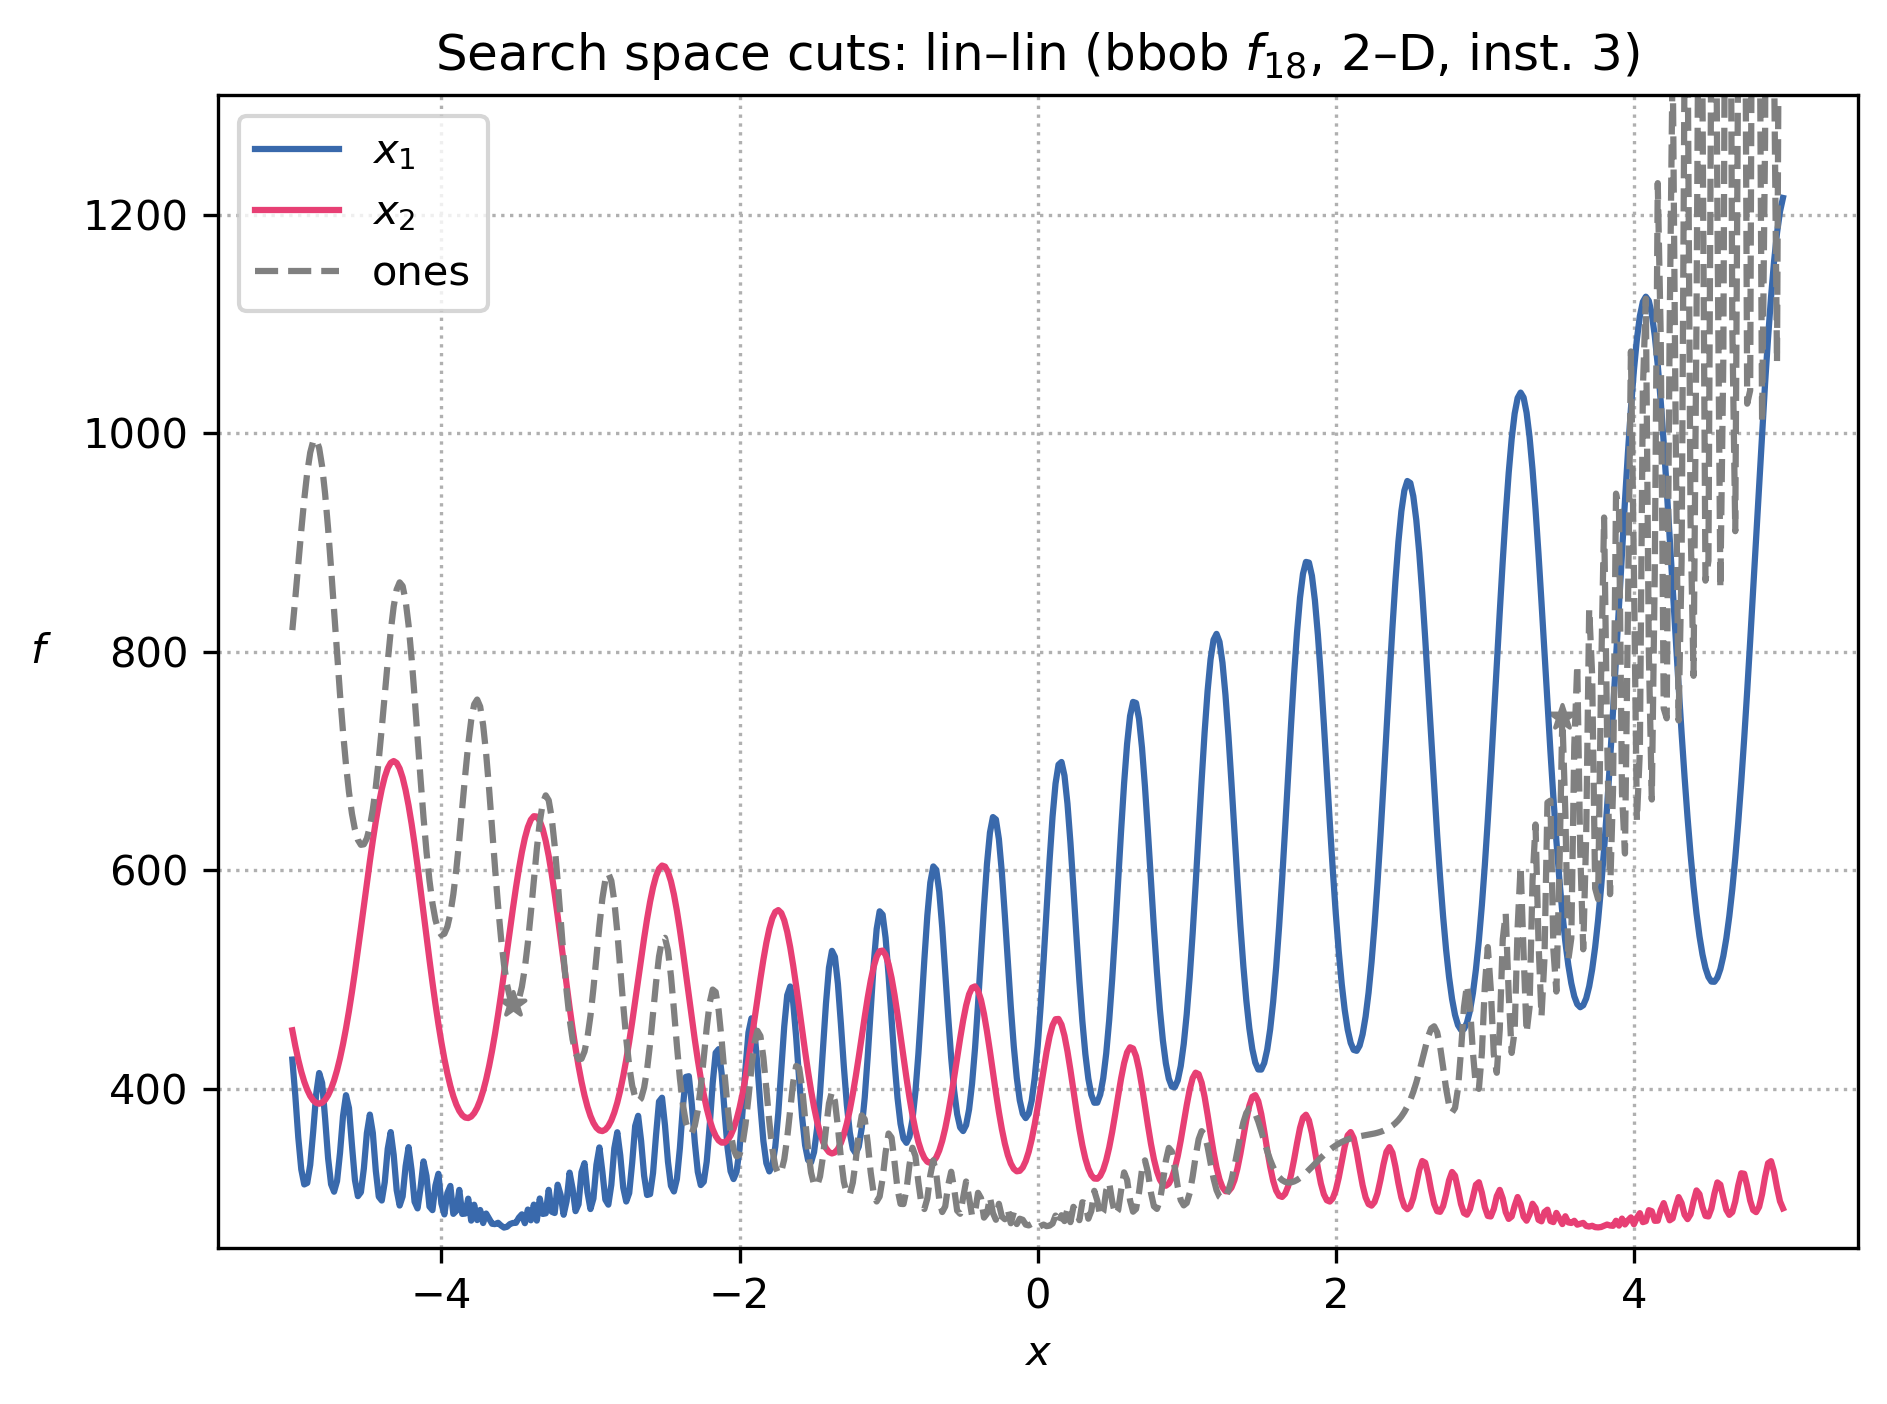 Search space cuts: lin–lin (bbob f18, 2–D, inst. 3)
x1
x2
ones
1200
1000
800
600
400
f
−4 −2 0 2 4
x